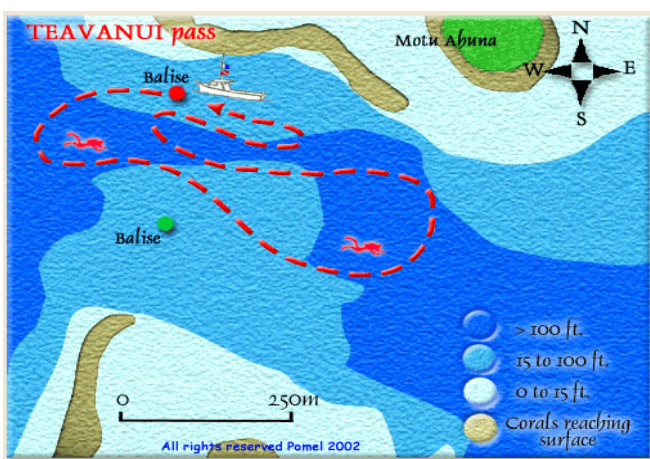 TEAVANUI pass
Motu Ahuna
N
W
E
S
Balise
Balise
> 100 ft.
15 to 100 ft.
0 to 15 ft.
Corals reaching
surface
0
250m
All rights reserved Pomel 2002